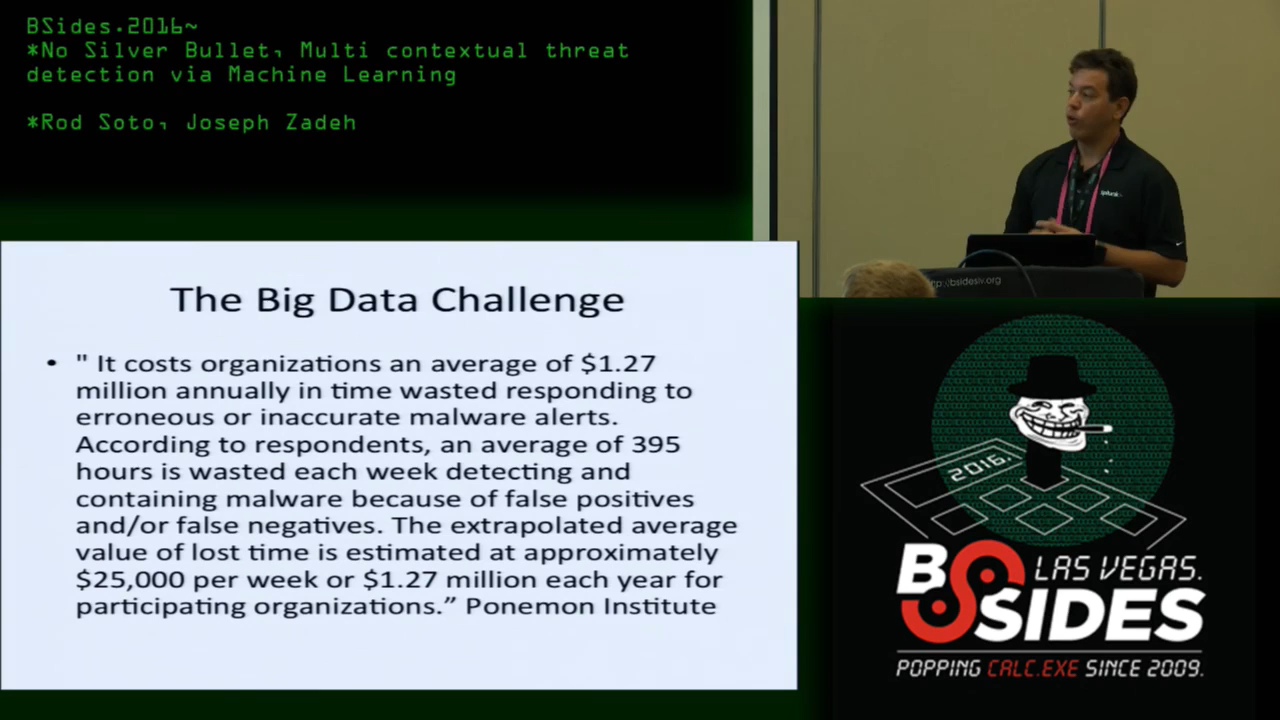 BSides.2016~
*No Silver Bullet, Multi contextual threat
detection via Machine Learning
*Rod Soto, Joseph Zadeh
splunk>
The Big Data Challenge
• " It costs organizations an average of $1.27
million annually in time wasted responding to
erroneous or inaccurate malware alerts.
According to respondents, an average of 395
hours is wasted each week detecting and
containing malware because of false positives
and/or false negatives. The extrapolated average
value of lost time is estimated at approximately
$25,000 per week or $1.27 million each year for
participating organizations.” Ponemon Institute
http://bsideslv.org
2016.
BSIDES
LAS VEGAS.
POPPING CALC.EXE SINCE 2009.